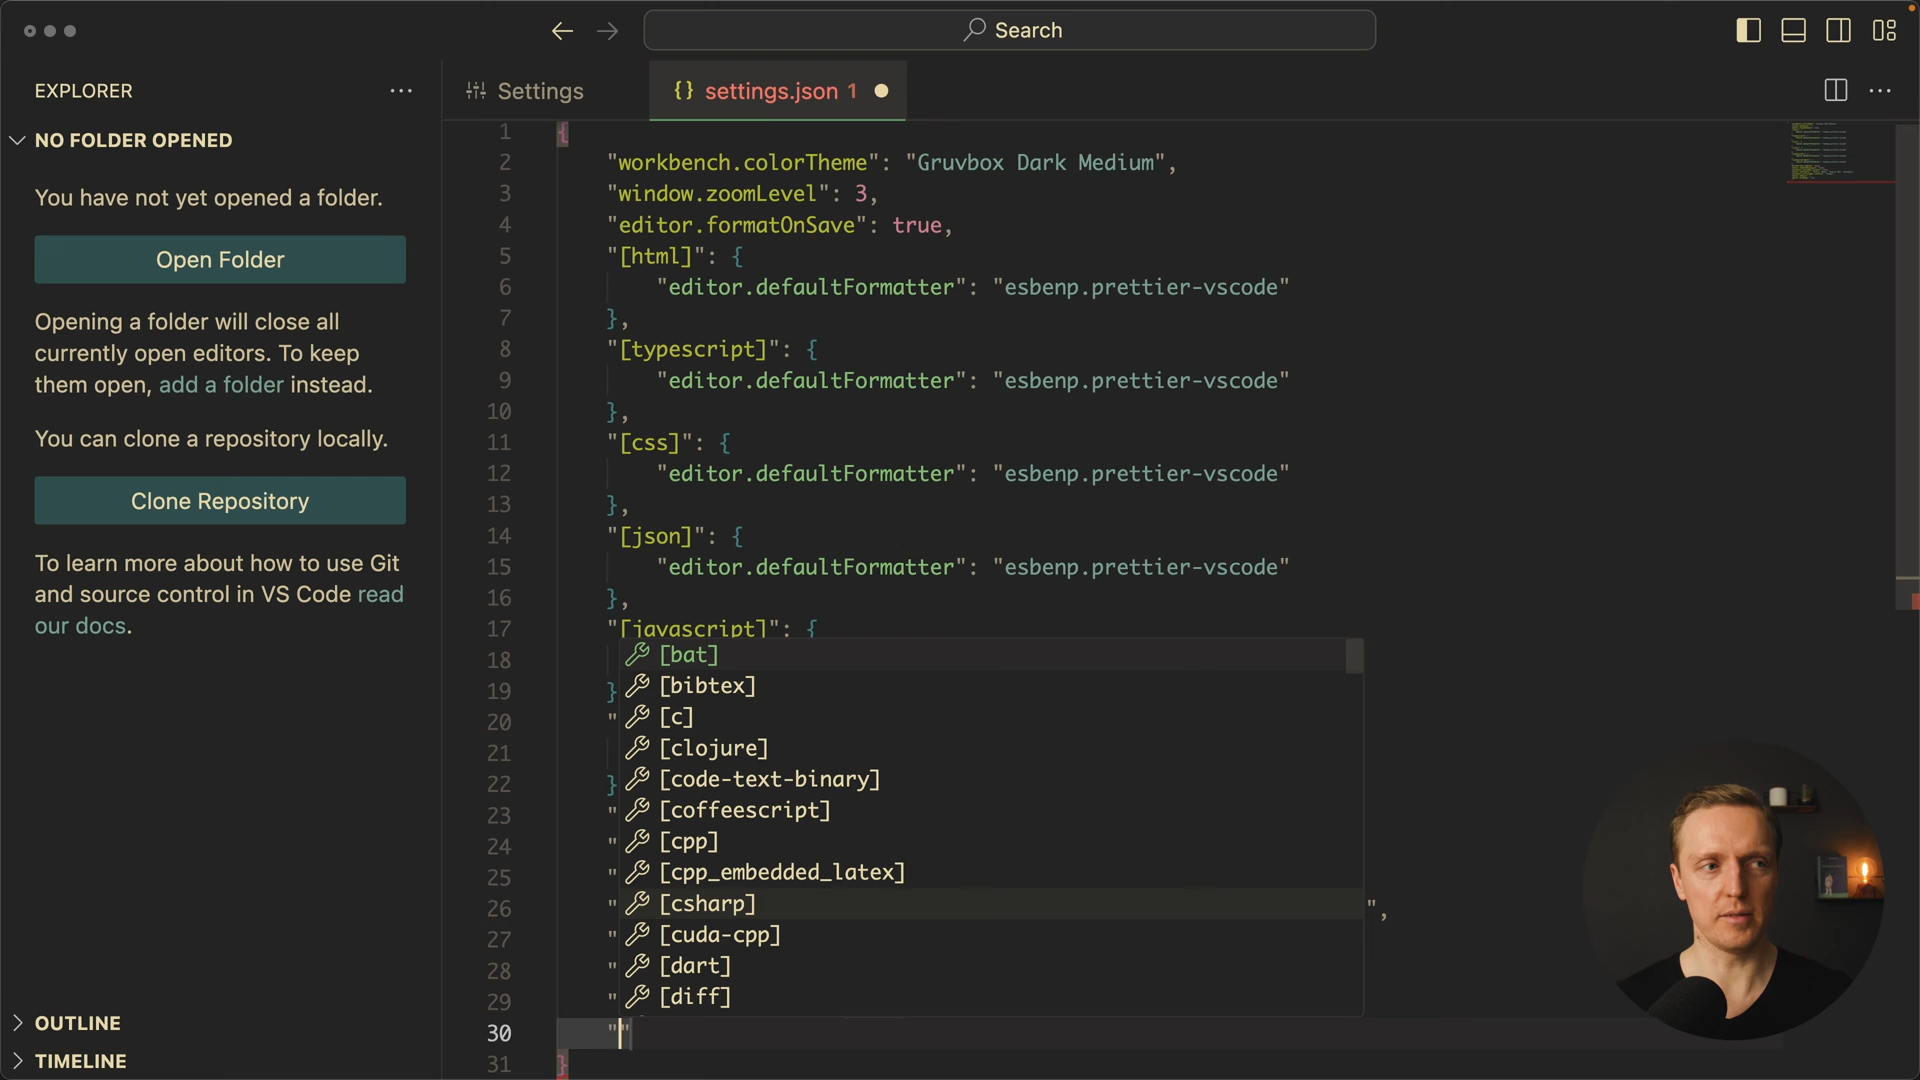 Search
EXPLORER
NO FOLDER OPENED
You have not yet opened a folder.
Open Folder
Opening a folder will close all
currently open editors. To keep
them open, add a folder instead.
You can clone a repository locally.
Clone Repository
To learn more about how to use Git
and source control in VS Code read
our docs.
OUTLINE
TIMELINE
Settings
{} settings.json 1
1 {
2 "workbench.colorTheme": "Gruvbox Dark Medium",
3 "window.zoomLevel": 3,
4 "editor.formatOnSave": true,
5 "[html]": {
6 "editor.defaultFormatter": "esbenp.prettier-vscode"
7 },
8 "[typescript]": {
9 "editor.defaultFormatter": "esbenp.prettier-vscode"
10 },
11 "[css]": {
12 "editor.defaultFormatter": "esbenp.prettier-vscode"
13 },
14 "[json]": {
15 "editor.defaultFormatter": "esbenp.prettier-vscode"
16 },
17 "[javascript]": {
18 [bat]
19 } [bibtex]
20 " [c]
21 [clojure]
22 } [code-text-binary]
23 " [coffeescript]
24 " [cpp]
25 " [cpp_embedded_latex]
26 " [csharp] ",
27 " [cuda-cpp]
28 " [dart]
29 " [diff]
30 ""
31 }